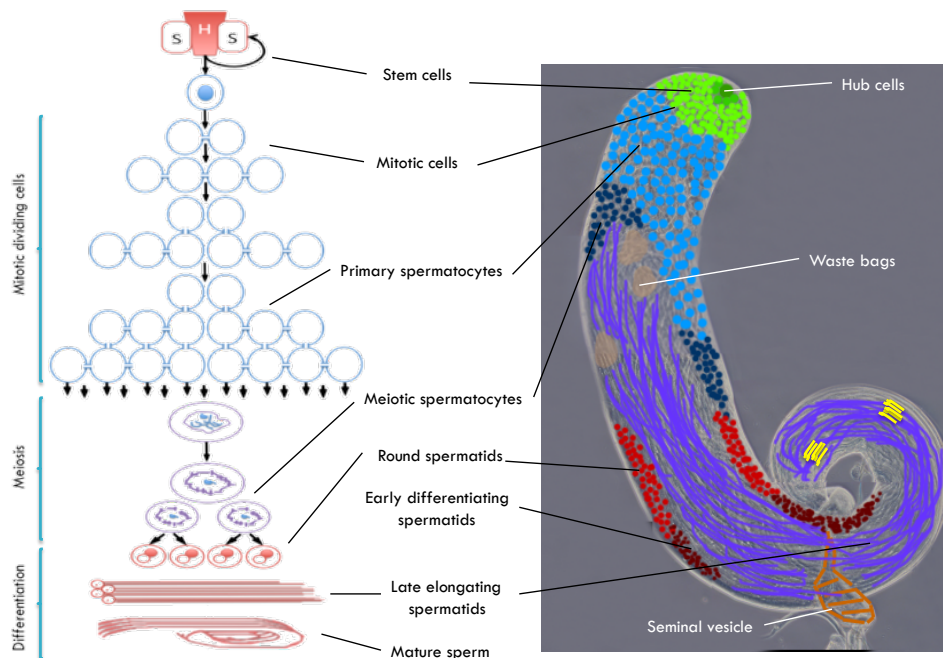 S
H
S
Stem cells
Hub cells
Mitotic cells
Primary spermatocytes
Waste bags
Meiotic spermatocytes
Round spermatids
Early differentiating
spermatids
Late elongating
spermatids
Seminal vesicle
Mature sperm
Mitotic dividing cells
Meiosis
Differentiation